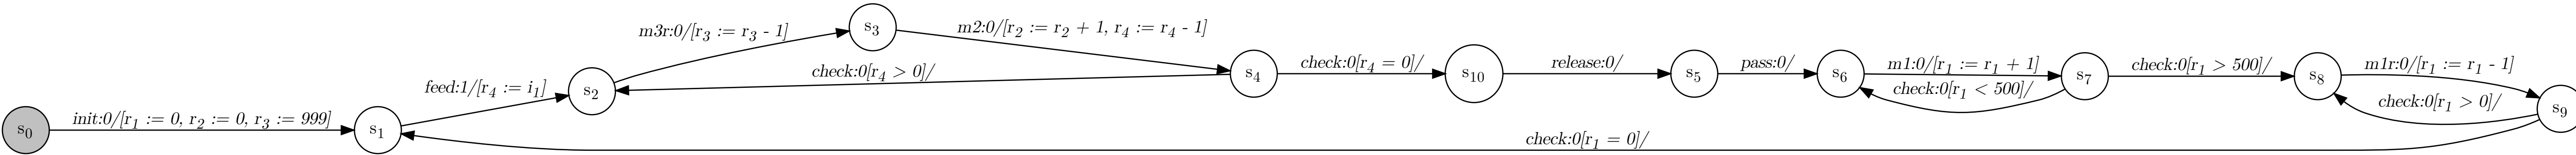 s0
init:0/[r1 := 0, r2 := 0, r3 := 999]
s1
feed:1/[r4 := i1]
s2
m3r:0/[r3 := r3 - 1]
s3
m2:0/[r2 := r2 + 1, r4 := r4 - 1]
check:0[r4 > 0]/
s4
check:0[r4 = 0]/
s10
release:0/
s5
pass:0/
s6
m1:0/[r1 := r1 + 1]
check:0[r1 < 500]/
s7
check:0[r1 > 500]/
s8
m1r:0/[r1 := r1 - 1]
check:0[r1 > 0]/
s9
check:0[r1 = 0]/